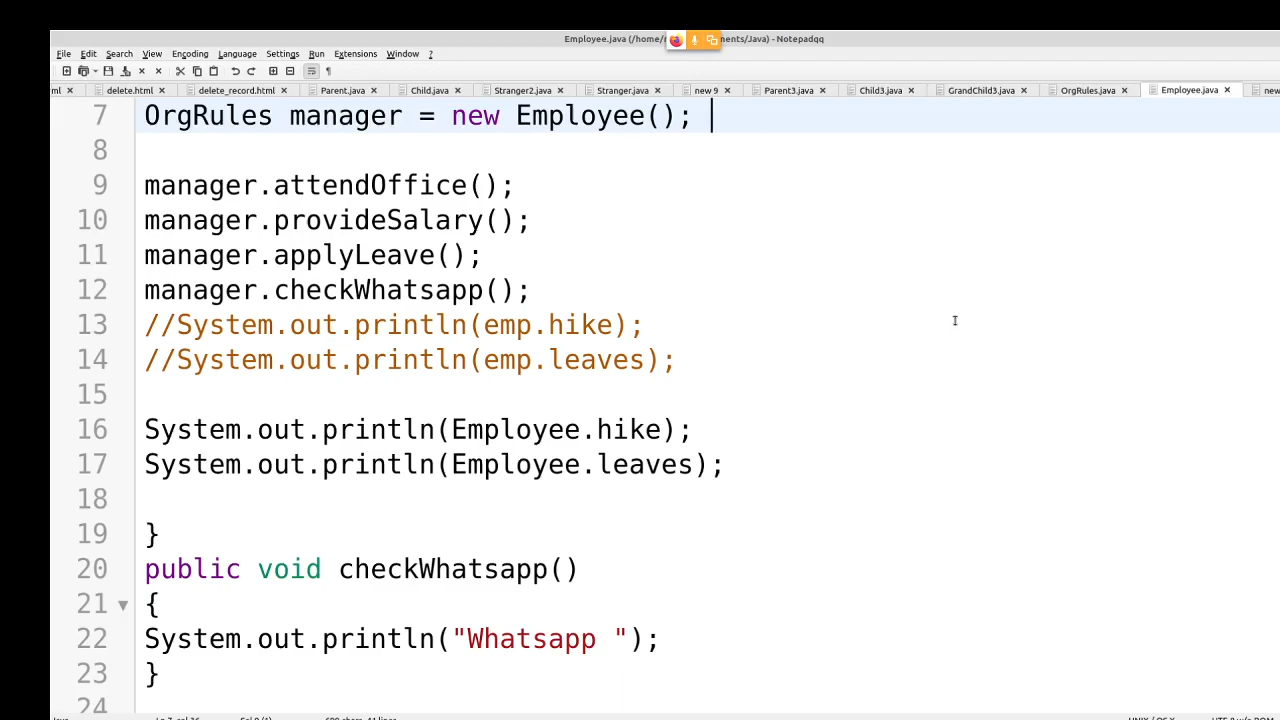 Employee.java (/home/ ments/Java) - Notepadqq
File Edit Search View Encoding Language Settings Run Extensions Window ?
ml delete.html delete_record.html Parent.java Child.java Stranger2.java Stranger.java new 9 Parent3.java Child3.java GrandChild3.java OrgRules.java Employee.java new
7 OrgRules manager = new Employee();
8
9 manager.attendOffice();
10 manager.provideSalary();
11 manager.applyLeave();
12 manager.checkWhatsapp();
13 //System.out.println(emp.hike);
14 //System.out.println(emp.leaves);
15
16 System.out.println(Employee.hike);
17 System.out.println(Employee.leaves);
18
19 }
20 public void checkWhatsapp()
21 {
22 System.out.println("Whatsapp ");
23 }
24